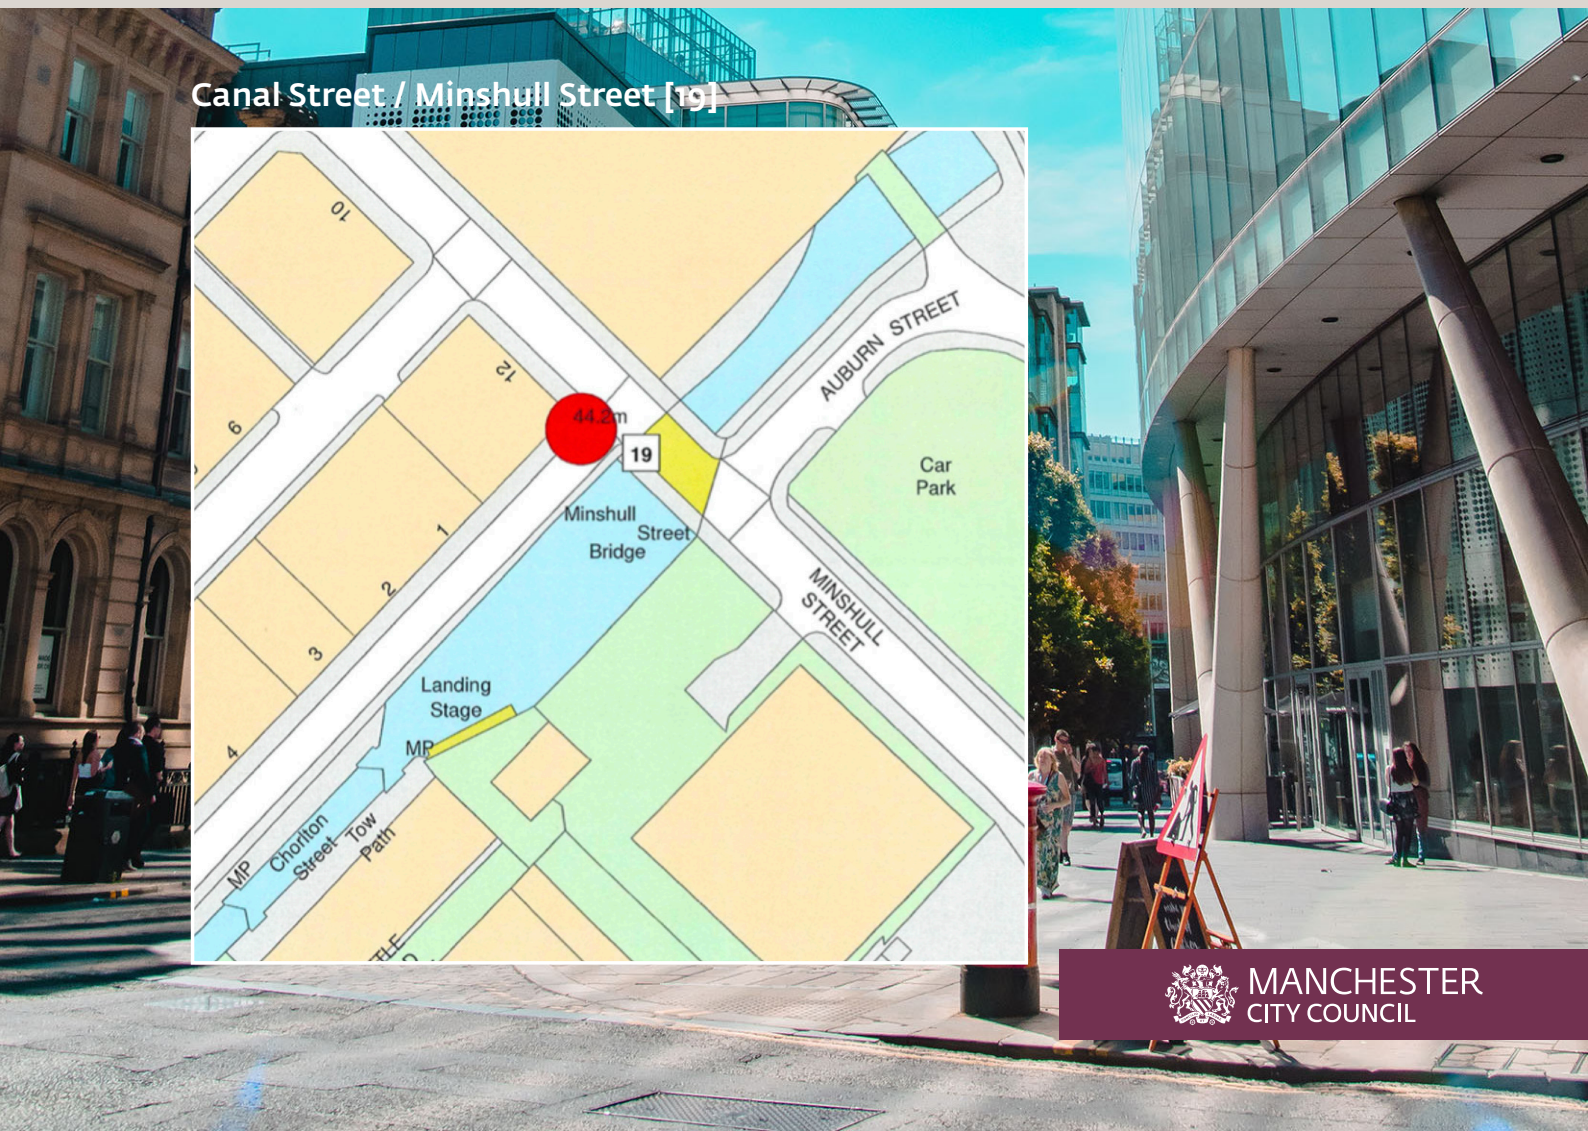 Canal Street / Minshull Street [19]
10
12
44.2m
19
6
AUBURN STREET
Car
Park
Minshull
Street
Bridge
1
2
3
4
MINSHULL
STREET
Landing
Stage
MP
MP
Chorlton
Street
Tow
Path
MANCHESTER
CITY COUNCIL